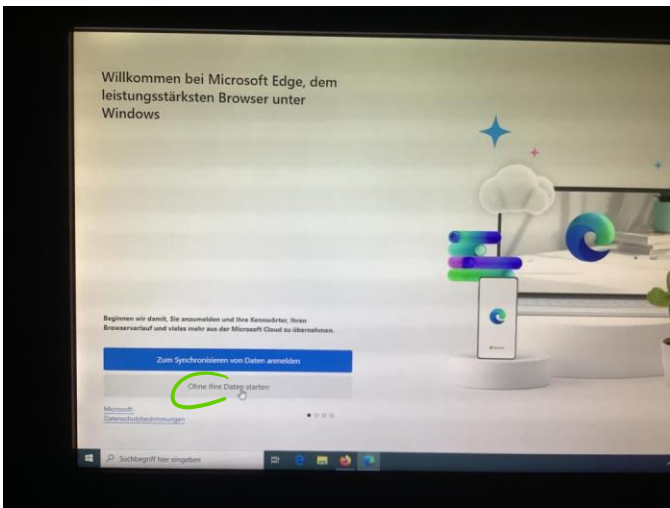 Willkommen bei Microsoft Edge, dem
leistungsstärksten Browser unter
Windows
Beginnen wir damit, Sie anzumelden und Ihre Kennwörter, Ihren
Browserverlauf und vieles mehr aus der Microsoft Cloud zu übernehmen.
Zum Synchronisieren von Daten anmelden
Ohne Ihre Daten starten
Microsoft-
Datenschutzbestimmungen
Suchbegriff hier eingeben